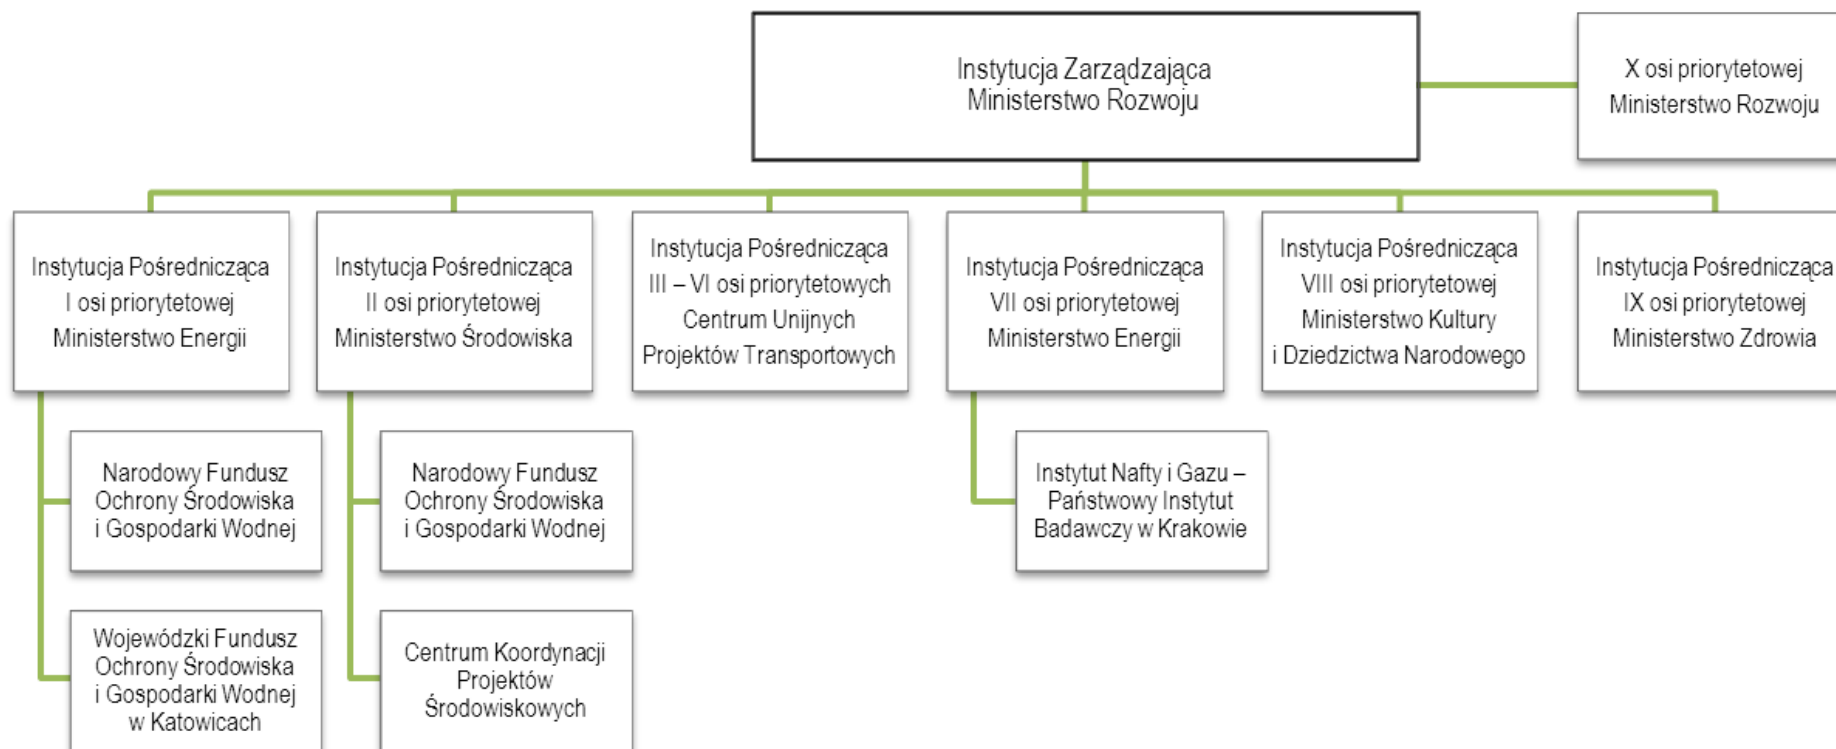 Instytucja Zarządzająca
Ministerstwo Rozwoju
X osi priorytetowej
Ministerstwo Rozwoju
Instytucja Pośrednicząca
I osi priorytetowej
Ministerstwo Energii
Instytucja Pośrednicząca
II osi priorytetowej
Ministerstwo Środowiska
Instytucja Pośrednicząca
III – VI osi priorytetowych
Centrum Unijnych
Projektów Transportowych
Instytucja Pośrednicząca
VII osi priorytetowej
Ministerstwo Energii
Instytucja Pośrednicząca
VIII osi priorytetowej
Ministerstwo Kultury
i Dziedzictwa Narodowego
Instytucja Pośrednicząca
IX osi priorytetowej
Ministerstwo Zdrowia
Narodowy Fundusz
Ochrony Środowiska
i Gospodarki Wodnej
Narodowy Fundusz
Ochrony Środowiska
i Gospodarki Wodnej
Instytut Nafty i Gazu –
Państwowy Instytut
Badawczy w Krakowie
Wojewódzki Fundusz
Ochrony Środowiska
i Gospodarki Wodnej
w Katowicach
Centrum Koordynacji
Projektów
Środowiskowych